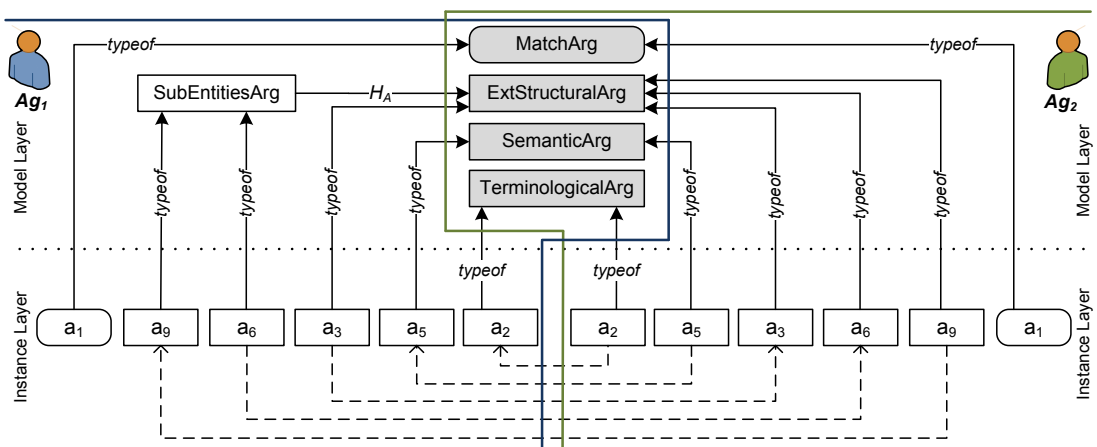 typeof
MatchArg
typeof
SubEntitiesArg
H_A
ExtStructuralArg
Ag₁
Ag₂
SemanticArg
TerminologicalArg
Model Layer
typeof
typeof
typeof
typeof
typeof
typeof
typeof
typeof
typeof
Model Layer
typeof
typeof
Instance Layer
a₁
a₉
a₆
a₃
a₅
a₂
a₂
a₅
a₃
a₆
a₉
a₁
Instance Layer